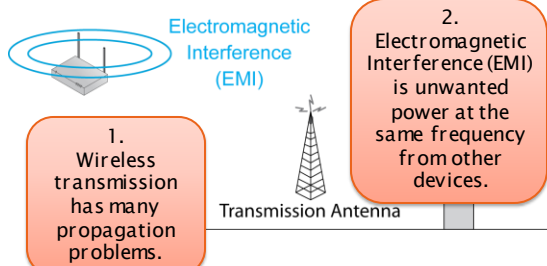 Electromagnetic
Interference
(EMI)
1.
Wireless
transmission
has many
propagation
problems.
2.
Electromagnetic
Interference (EMI)
is unwanted
power at the
same frequency
from other
devices.
Transmission Antenna